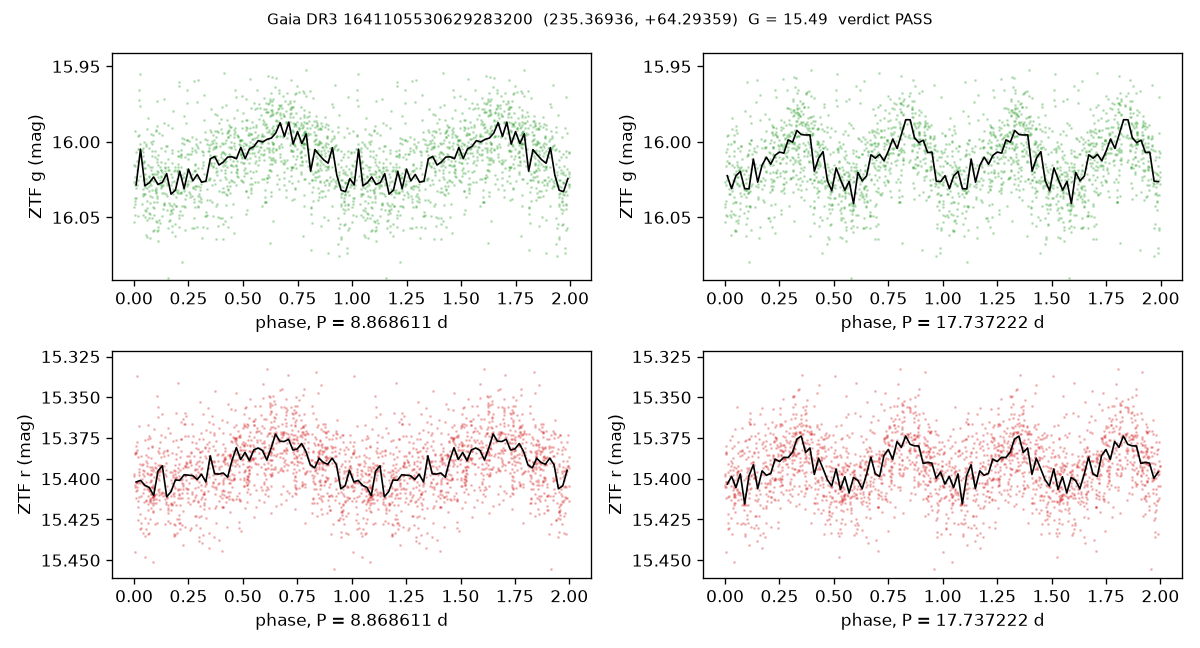 Gaia DR3 1641105530629283200  (235.36936, +64.29359)  G = 15.49  verdict PASS
15.95
16.00
16.05
ZTF g (mag)
0.00 0.25 0.50 0.75 1.00 1.25 1.50 1.75 2.00
phase, P = 8.868611 d
15.95
16.00
16.05
ZTF g (mag)
0.00 0.25 0.50 0.75 1.00 1.25 1.50 1.75 2.00
phase, P = 17.737222 d
15.325
15.350
15.375
15.400
15.425
15.450
ZTF r (mag)
0.00 0.25 0.50 0.75 1.00 1.25 1.50 1.75 2.00
phase, P = 8.868611 d
15.325
15.350
15.375
15.400
15.425
15.450
ZTF r (mag)
0.00 0.25 0.50 0.75 1.00 1.25 1.50 1.75 2.00
phase, P = 17.737222 d